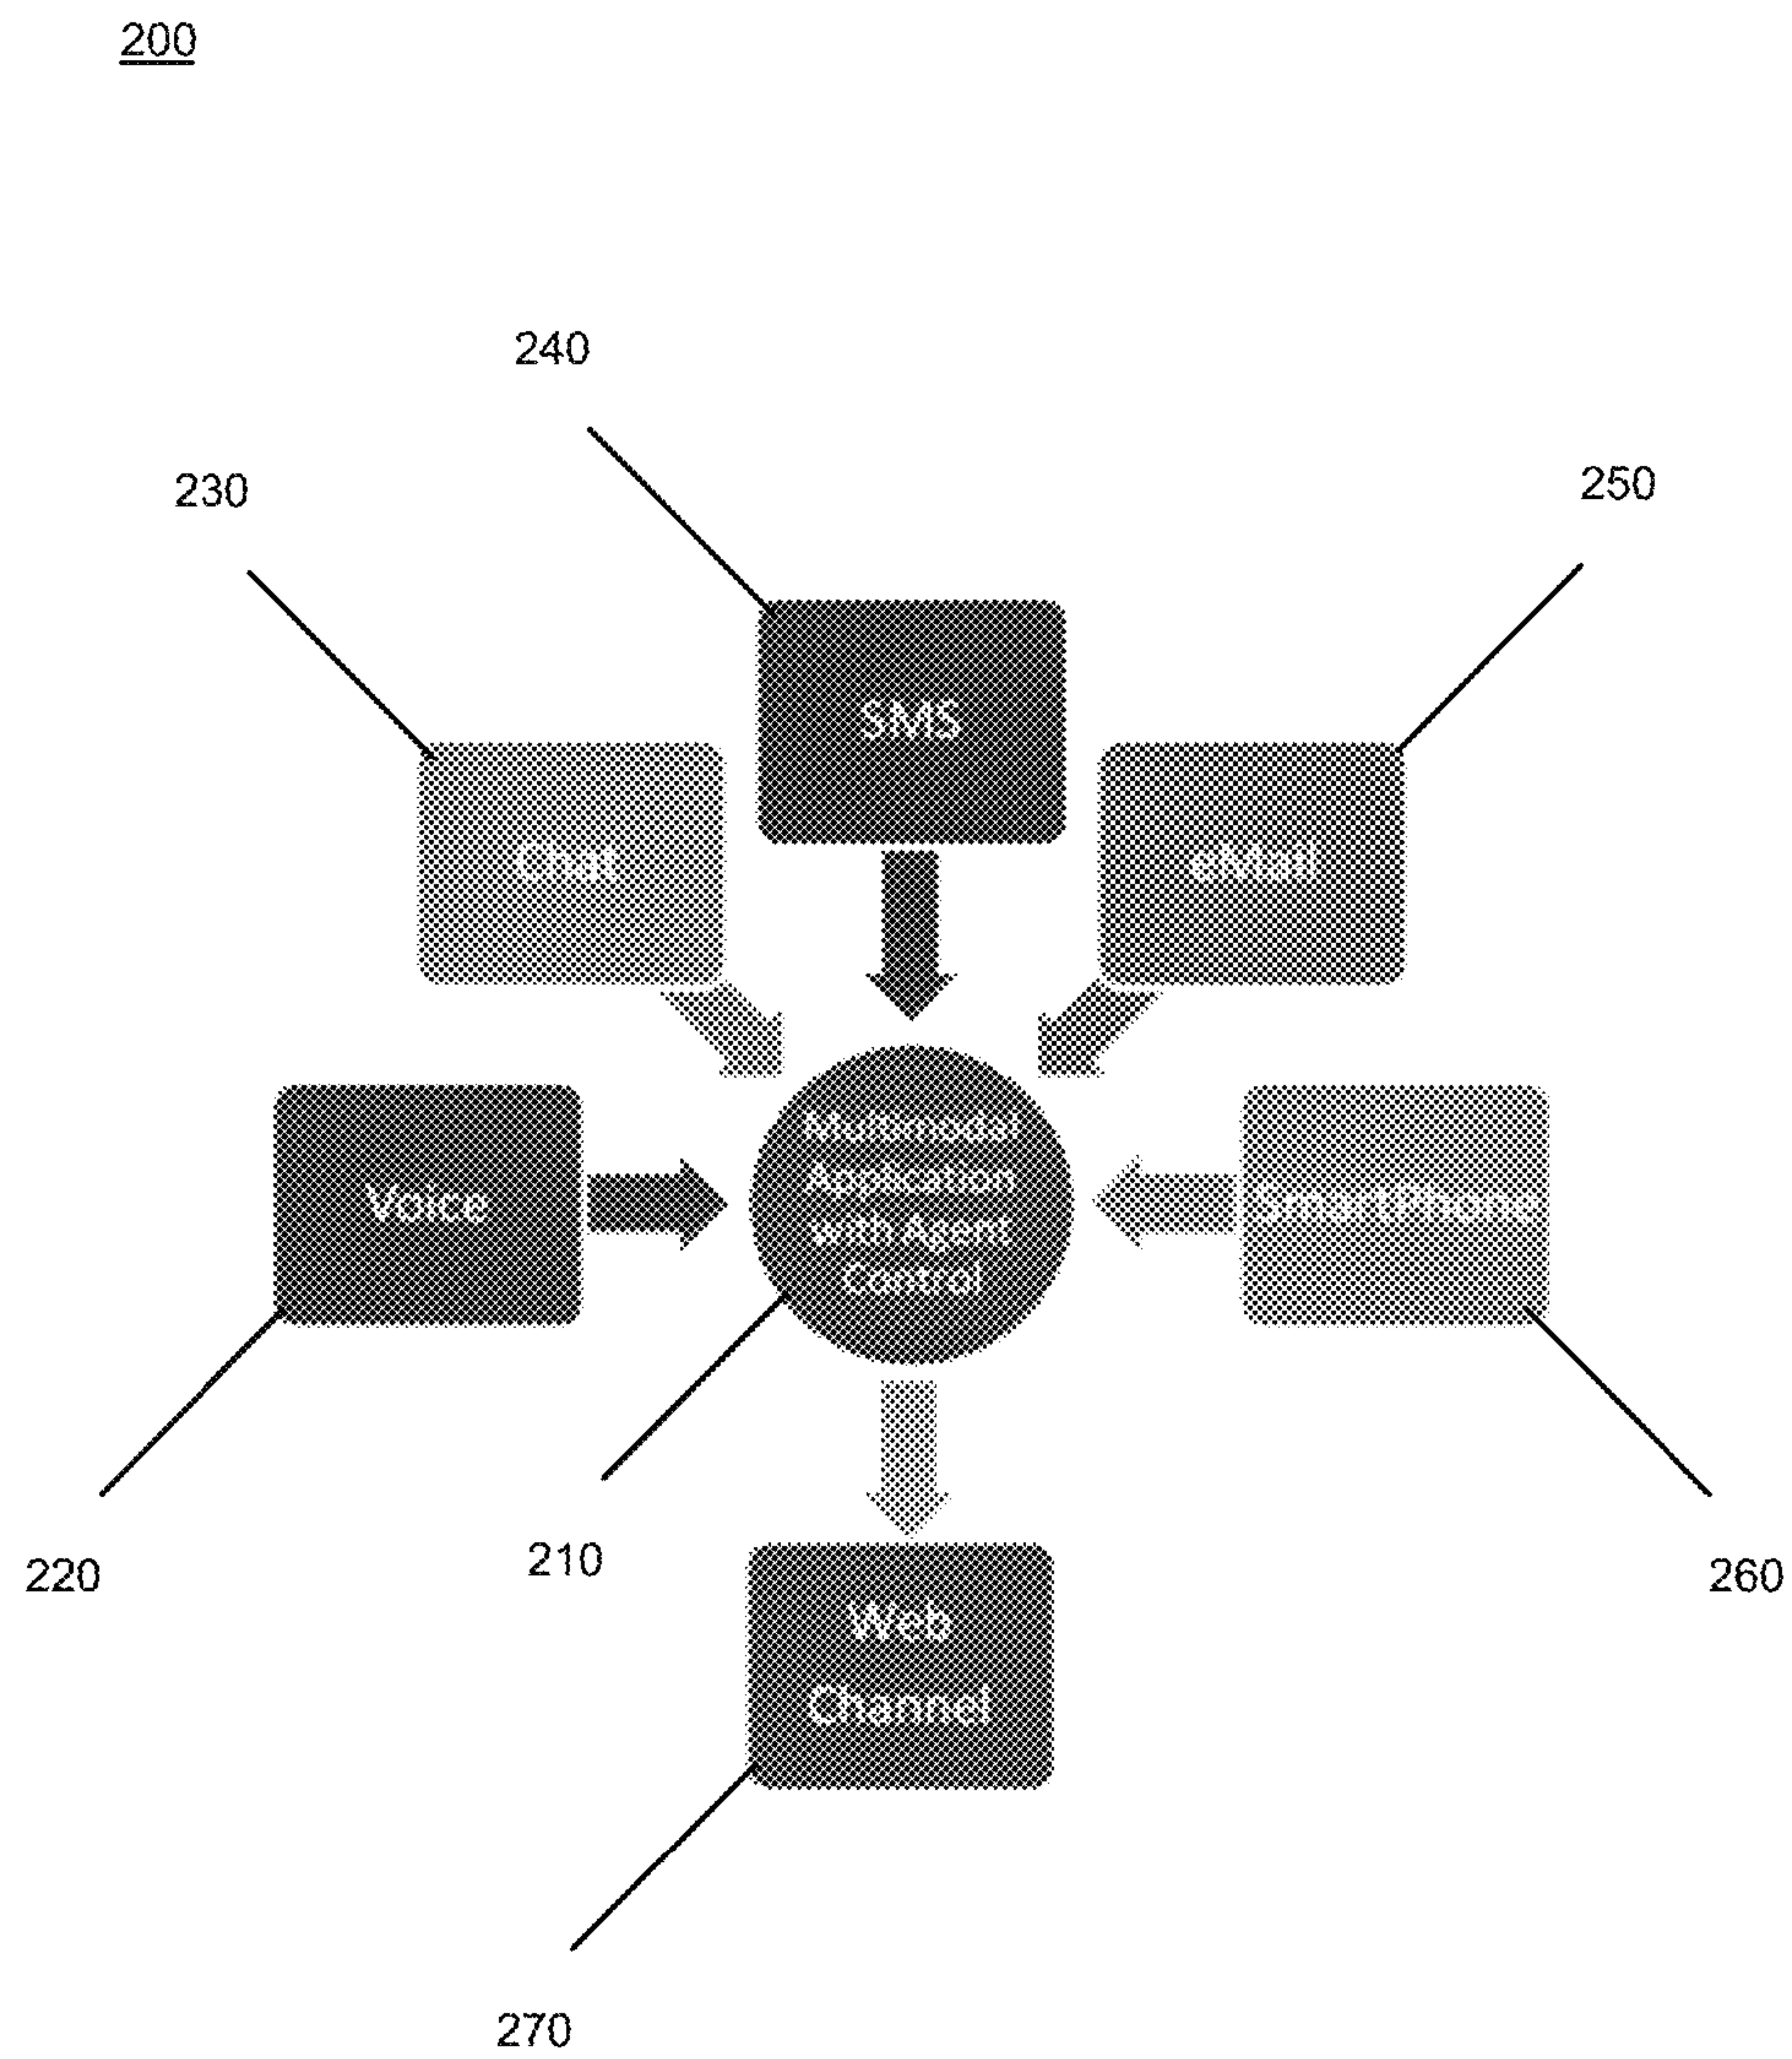 200
240
230
250
SMS
Chat
eMail
Multimodal
Application
with Agent
Control
Voice
SmartPhone
220
210
260
Web
Channel
270